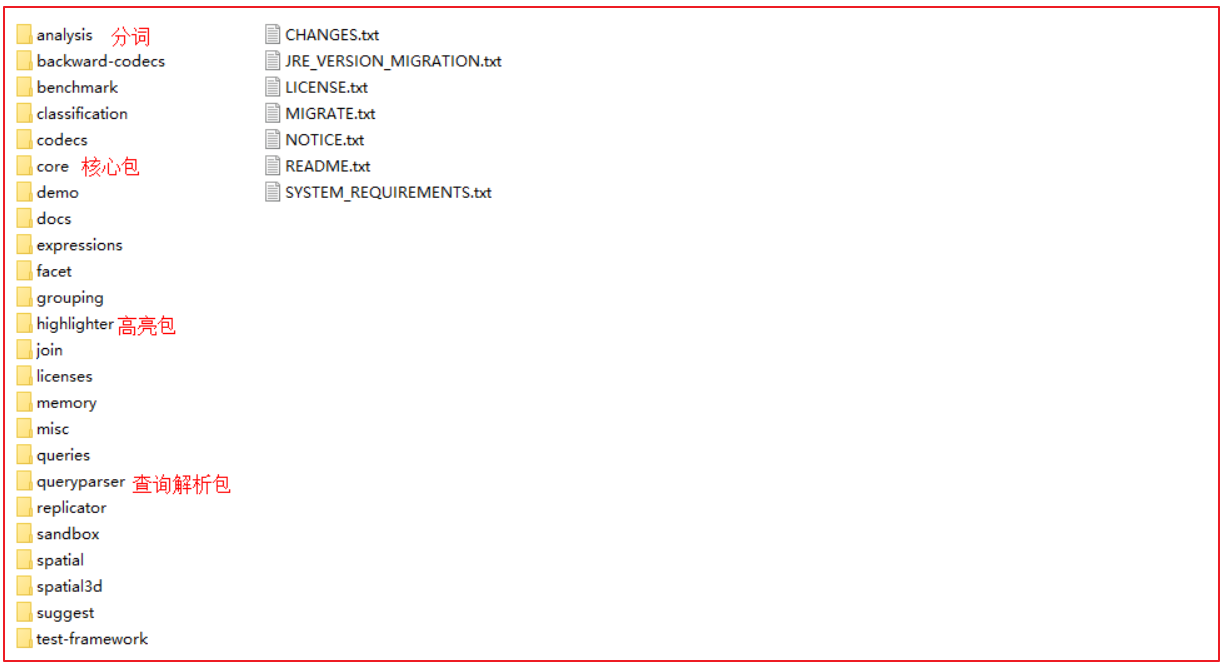 analysis 分词
backward-codecs
benchmark
classification
codecs
core 核心包
demo
docs
expressions
facet
grouping
highlighter 高亮包
join
licenses
memory
misc
queries
queryparser 查询解析包
replicator
sandbox
spatial
spatial3d
suggest
test-framework
CHANGES.txt
JRE_VERSION_MIGRATION.txt
LICENSE.txt
MIGRATE.txt
NOTICE.txt
README.txt
SYSTEM_REQUIREMENTS.txt